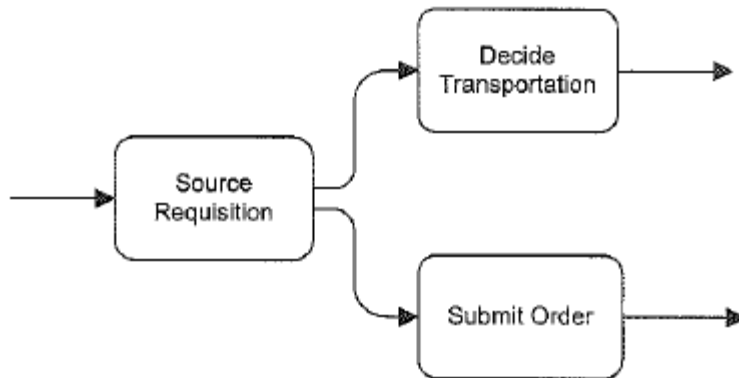 Decide
Transportation
Source
Requisition
Submit Order